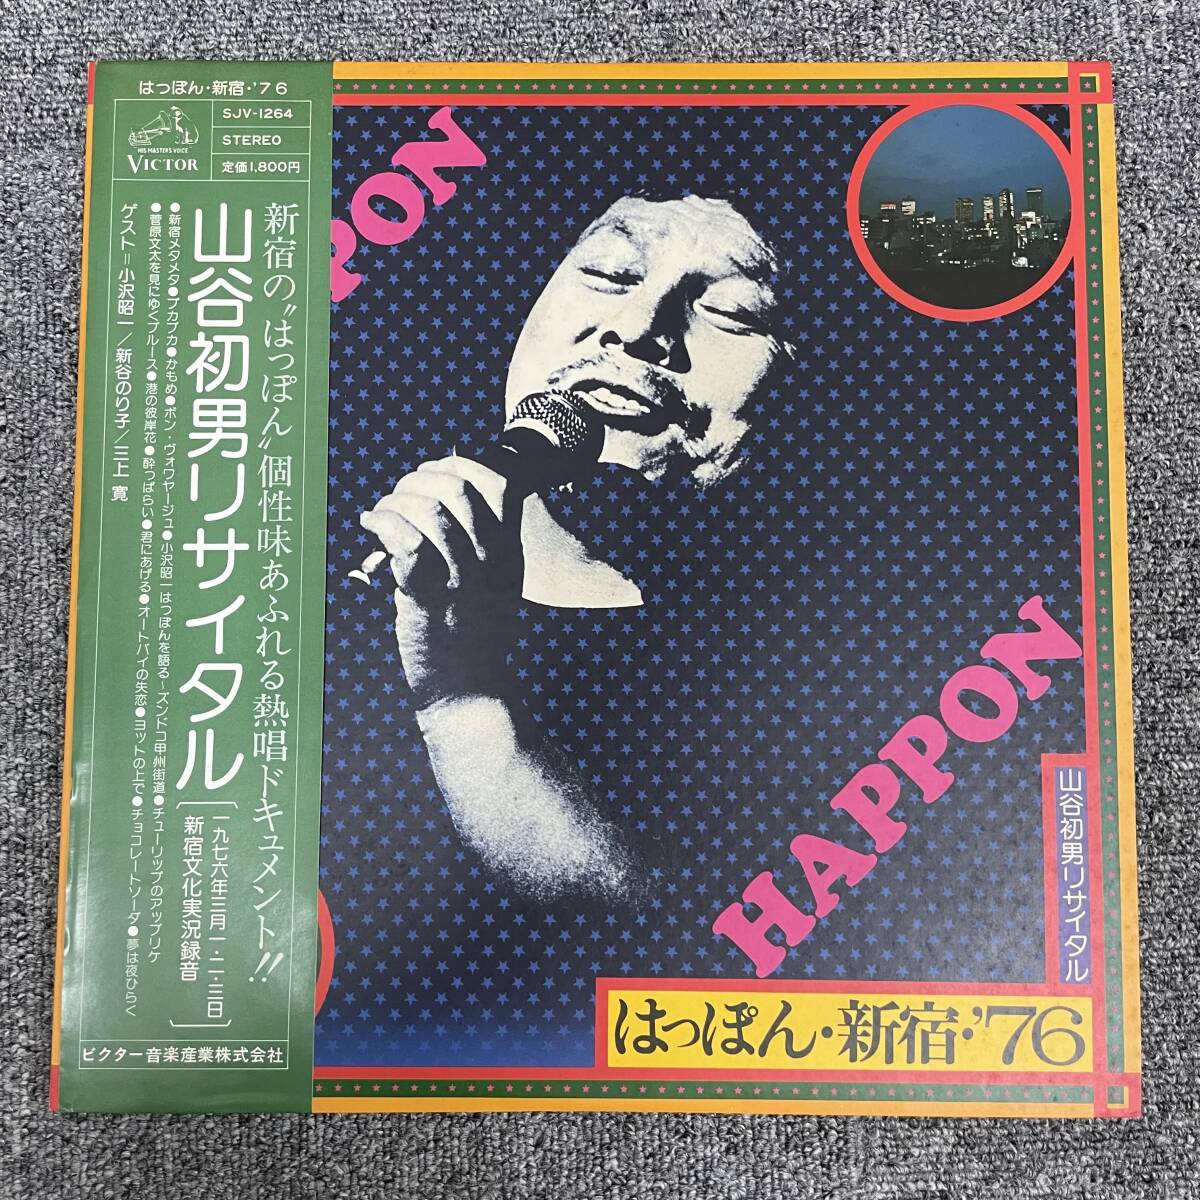 はっぽん・新宿・'76
HIS MASTER'S VOICE
VICTOR
SJV-1264
STEREO
定価1,800円
新宿の〝はっぽん〟個性味あふれる熱唱ドキュメント!!
山谷初男リサイタル
一九七六年三月一・二・三日
新宿文化実況録音
●新宿メタメタ●プカプカ●かもめ●ボン・ヴォワヤージュ●小沢昭一はっぽんを語る〜ズンドコ甲州街道●チューリップのアップリケ
●菅原文太を見にゆくブルース●港の彼岸花●酔っぱらい●君にあげる●オートバイの失恋●ヨットの上で●チョコレートソーダ●夢は夜ひらく
ゲスト=小沢昭一/新谷のり子/三上 寛
ビクター音楽産業株式会社
PPON
HAPPON
山谷初男リサイタル
はっぽん・新宿・'76